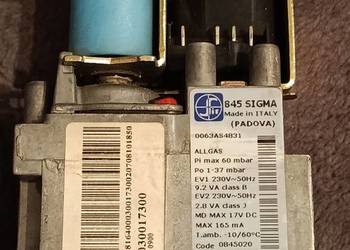 Sit
845 SIGMA
Made in ITALY
(PADOVA)
0063AS4831
ALLGAS
Pi max 60 mbar
Po 1-37 mbar
EV1 230V~50Hz
9.2 VA class B
EV2 230V~50Hz
2.8 VA class J
MD MAX 17V DC
MAX 165 mA
T.amb. -10/60°C
Code 0845020